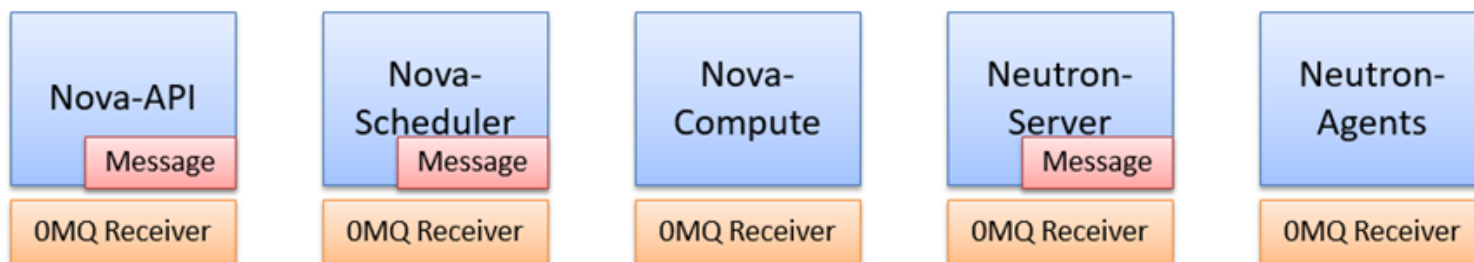 Nova-API
Message
0MQ Receiver
Nova-
Scheduler
Message
0MQ Receiver
Nova-
Compute
0MQ Receiver
Neutron-
Server
Message
0MQ Receiver
Neutron-
Agents
0MQ Receiver